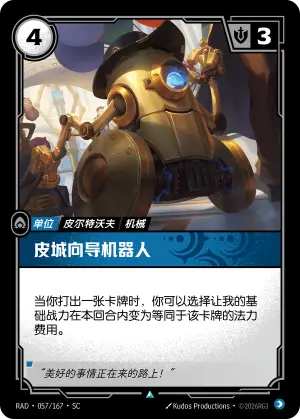 4
3
单位 皮尔特沃夫 机械
皮城向导机器人
当你打出一张卡牌时，你可以选择让我的基
础战力在本回合内变为等同于该卡牌的法力
费用。
"美好的事情正在来的路上！"
RAD · 057/167 · SC
Kudos Productions · ©2026RGI